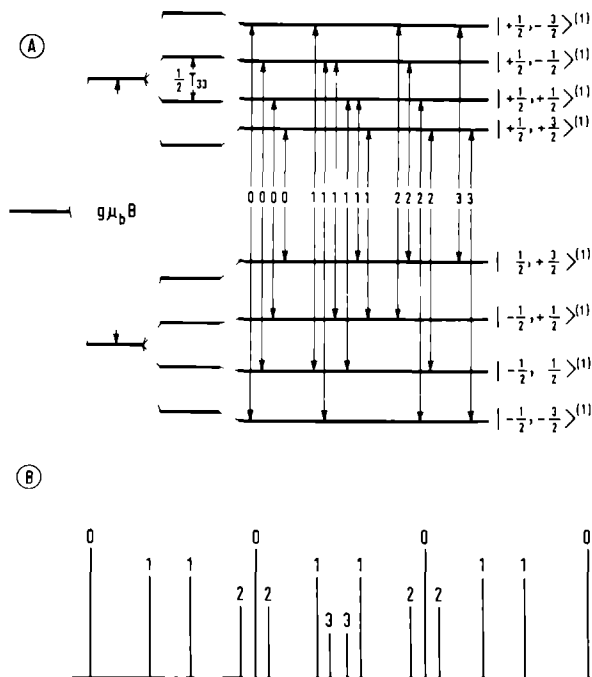 A
| +1/2, -3/2 >(1)
| +1/2, -1/2 >(1)
1/2 T33
| +1/2, +1/2 >(1)
| +1/2, +3/2 >(1)
0 0 0 0 1 1 1 1 1 1 2 2 2 2 3 3
gμbB
| 1/2, +3/2 >(1)
| -1/2, +1/2 >(1)
| -1/2, 1/2 >(1)
| -1/2, -3/2 >(1)
B
0 0 0 0
1 1 1 1 1 1
2 2 2 2
3 3